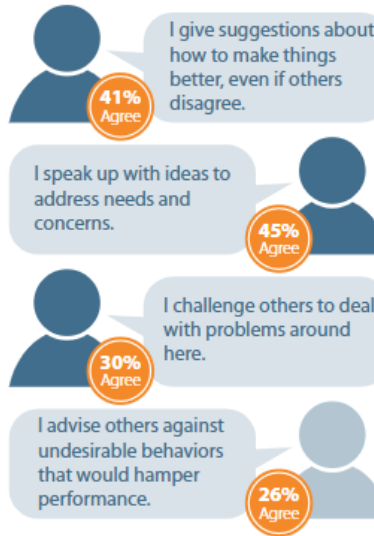 I give suggestions about
how to make things
better, even if others
disagree.
41%
Agree
I speak up with ideas to
address needs and
concerns.
45%
Agree
I challenge others to deal
with problems around
here.
30%
Agree
I advise others against
undesirable behaviors
that would hamper
performance.
26%
Agree